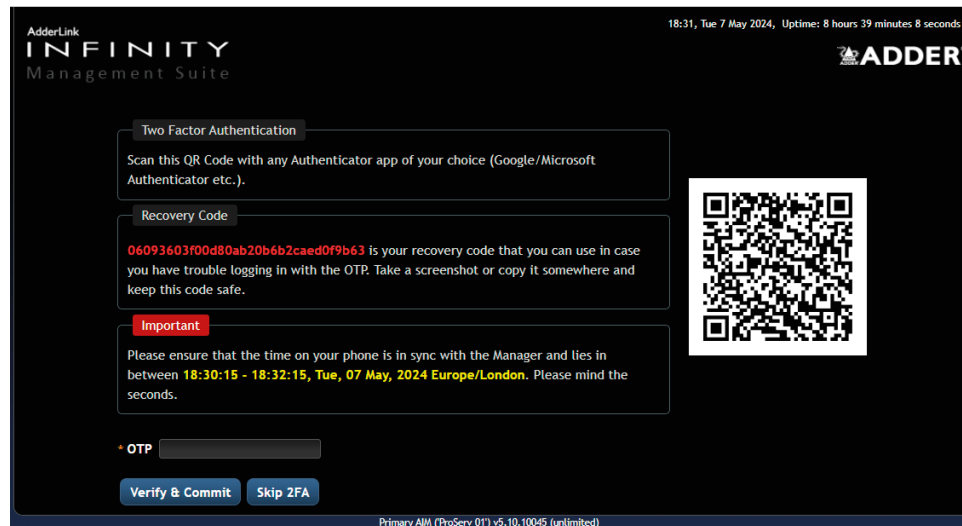 18:31, Tue 7 May 2024, Uptime: 8 hours 39 minutes 8 seconds
AdderLink
INFINITY
Management Suite
ADDER
Two Factor Authentication
Scan this QR Code with any Authenticator app of your choice (Google/Microsoft
Authenticator etc.).
Recovery Code
06093603f00d80ab20b6b2caed0f9b63 is your recovery code that you can use in case
you have trouble logging in with the OTP. Take a screenshot or copy it somewhere and
keep this code safe.
Important
Please ensure that the time on your phone is in sync with the Manager and lies in
between 18:30:15 - 18:32:15, Tue, 07 May, 2024 Europe/London. Please mind the
seconds.
* OTP
Verify & Commit
Skip 2FA
Primary AIM ('ProServ 01') v5.10.10045 (unlimited)